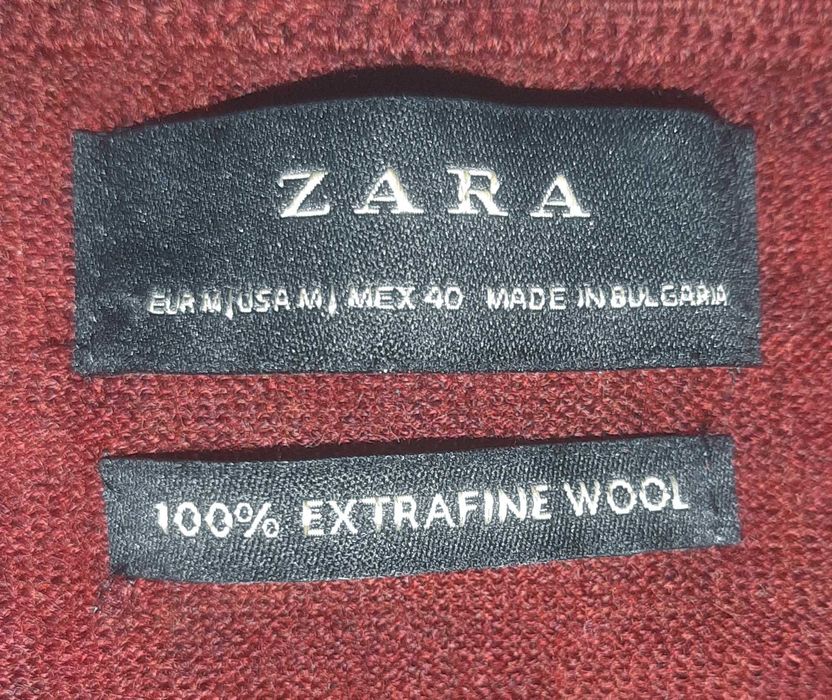 ZARA
EUR M | USA M | MEX 40 MADE IN BULGARIA
100% EXTRAFINE WOOL